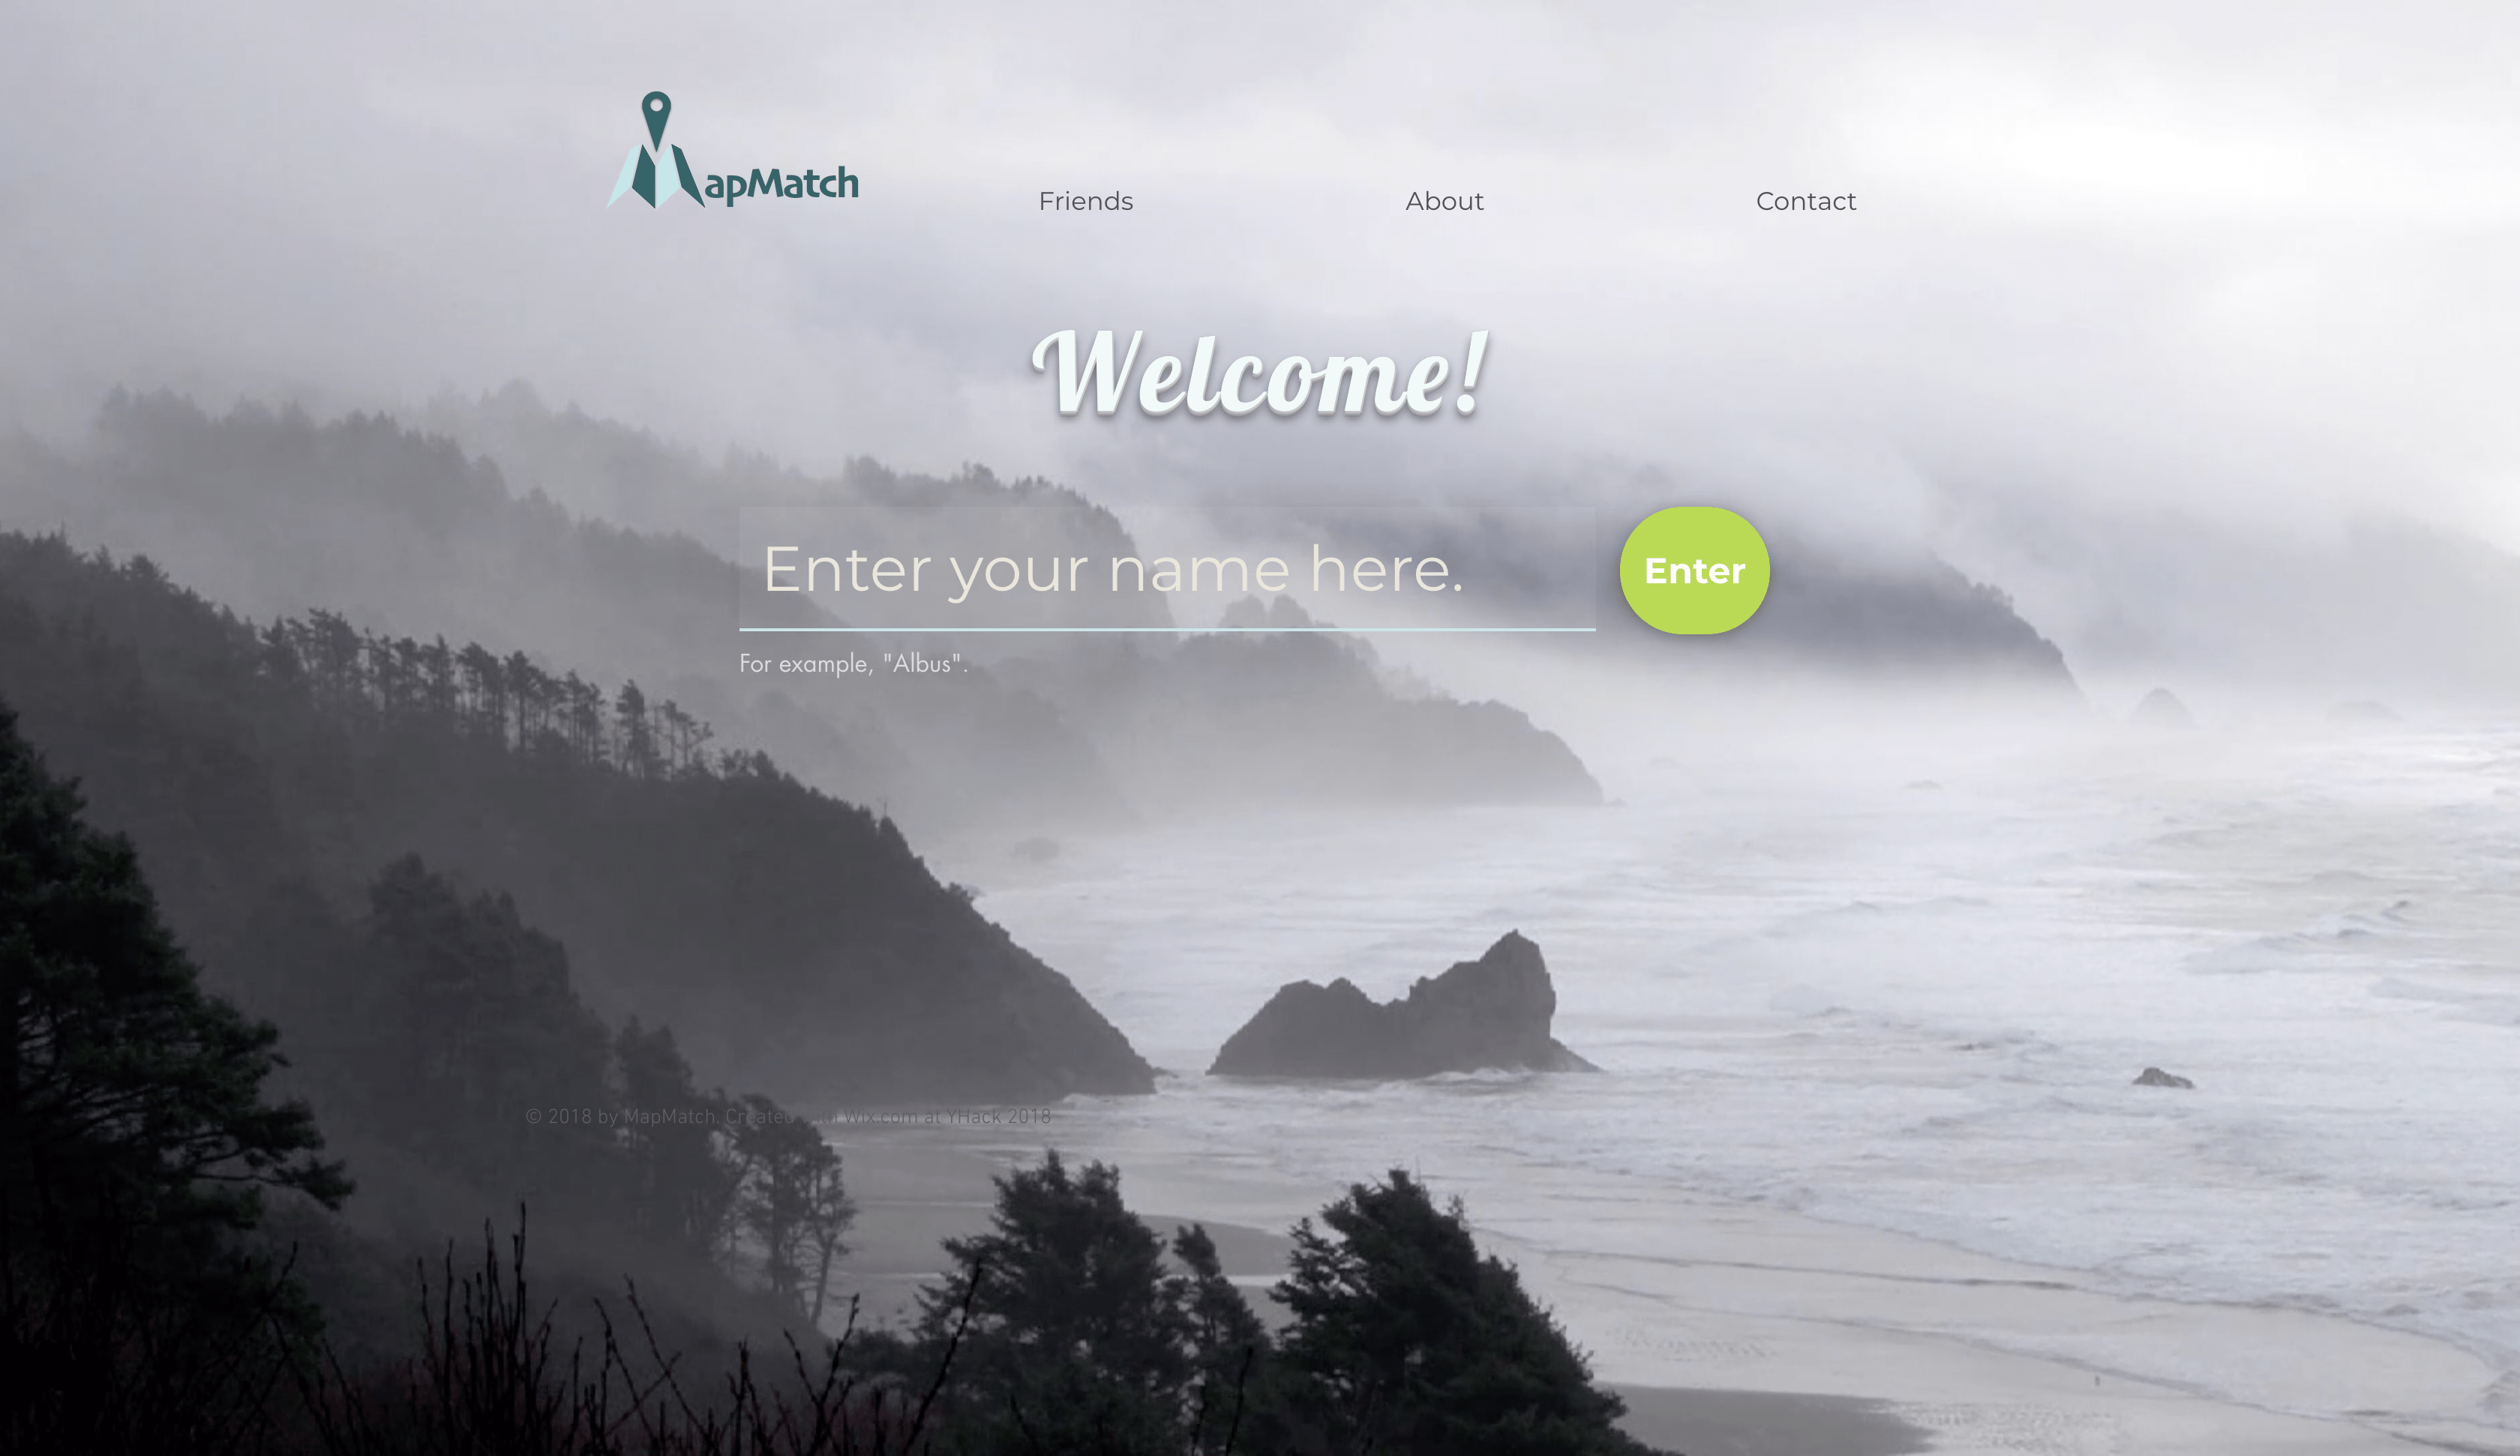 MapMatch
Friends
About
Contact
Welcome!
Enter your name here.
Enter
For example, "Albus".
© 2018 by MapMatch. Created with Wix.com at YHack 2018